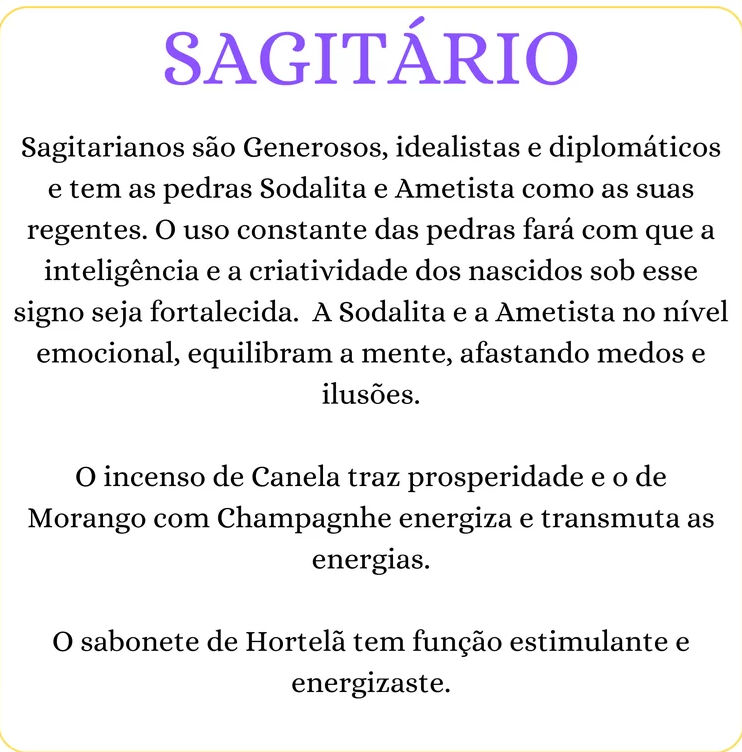 SAGITÁRIO
Sagitarianos são Generosos, idealistas e diplomáticos
e tem as pedras Sodalita e Ametista como as suas
regentes. O uso constante das pedras fará com que a
inteligência e a criatividade dos nascidos sob esse
signo seja fortalecida.  A Sodalita e a Ametista no nível
emocional, equilibram a mente, afastando medos e
ilusões.
O incenso de Canela traz prosperidade e o de
Morango com Champagnhe energiza e transmuta as
energias.
O sabonete de Hortelã tem função estimulante e
energizaste.